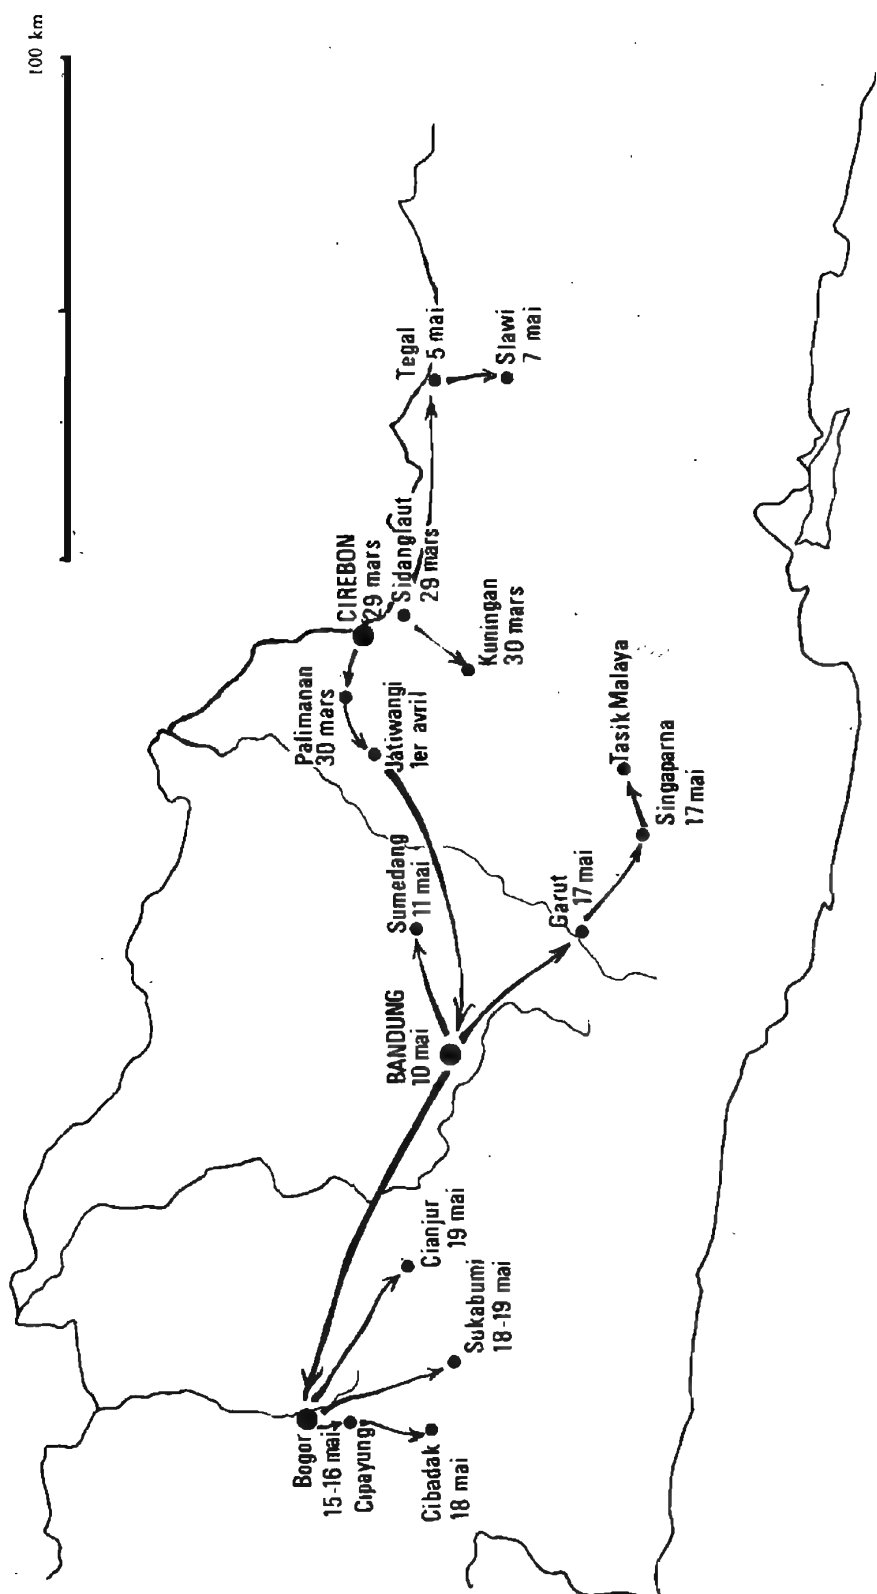 100 km
Tegal
5 mai
Slawi
7 mai
CIREBON
29 mars
Sidanglaut
29 mars
Kuningan
30 mars
Palimanan
30 mars
Jatiwangi
1er avril
Sumedang
11 mai
BANDUNG
10 mai
Garut
17 mai
Singaparna
17 mai
TasikMalaya
Cianjur
19 mai
Sukabumi
18-19 mai
Bogor
15-16 mai
Cipayung
Cibadak
18 mai